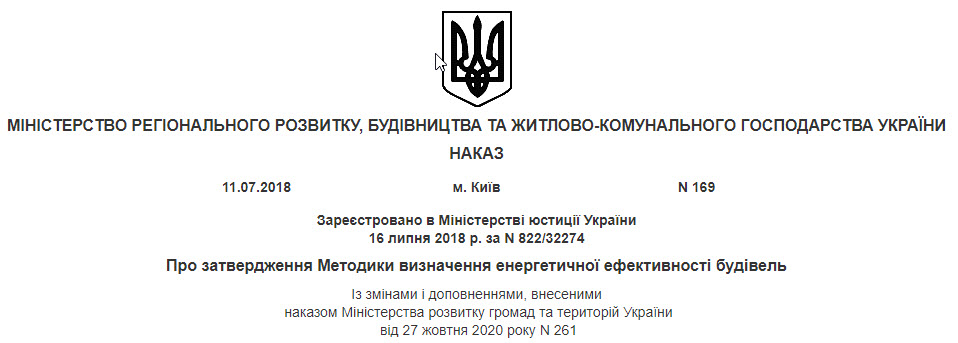 МІНІСТЕРСТВО РЕГІОНАЛЬНОГО РОЗВИТКУ, БУДІВНИЦТВА ТА ЖИТЛОВО-КОМУНАЛЬНОГО ГОСПОДАРСТВА УКРАЇНИ
НАКАЗ
11.07.2018 м. Київ N 169
Зареєстровано в Міністерстві юстиції України
16 липня 2018 р. за N 822/32274
Про затвердження Методики визначення енергетичної ефективності будівель
Із змінами і доповненнями, внесеними
наказом Міністерства розвитку громад та територій України
від 27 жовтня 2020 року N 261